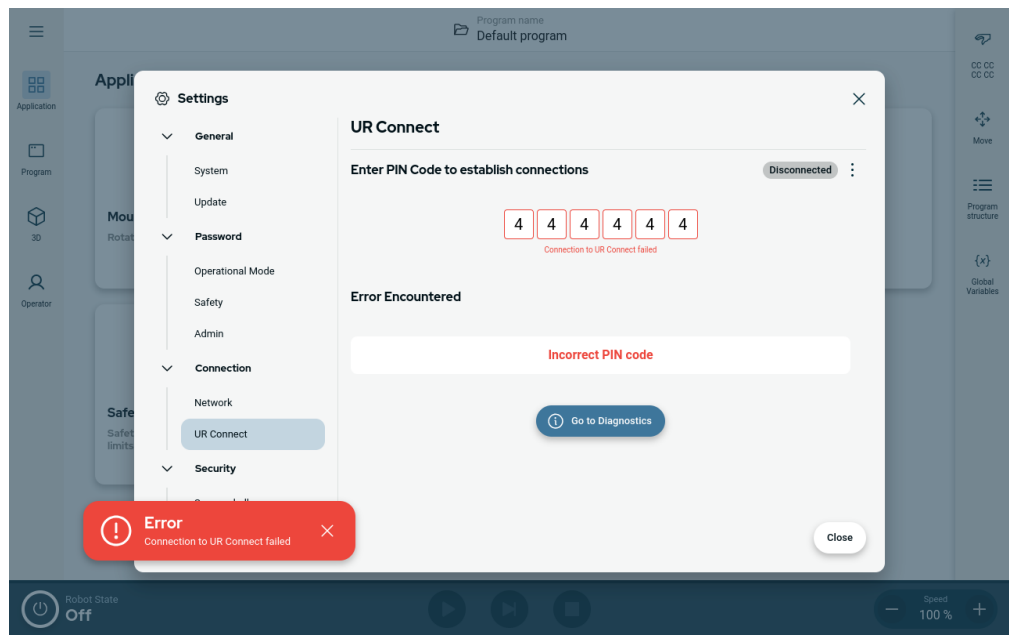 Program name
Default program
Appli
Application
Program
3D
Operator
Mou
Rotat
Safe
Safet
limits
CC CC
CC CC
Move
Program
structure
{x}
Global
Variables
Settings
General
System
Update
Password
Operational Mode
Safety
Admin
Connection
Network
UR Connect
Security
UR Connect
Enter PIN Code to establish connections
Disconnected
4 4 4 4 4 4
Connection to UR Connect failed
Error Encountered
Incorrect PIN code
Go to Diagnostics
Close
Error
Connection to UR Connect failed
Robot State
Off
Speed
100 %